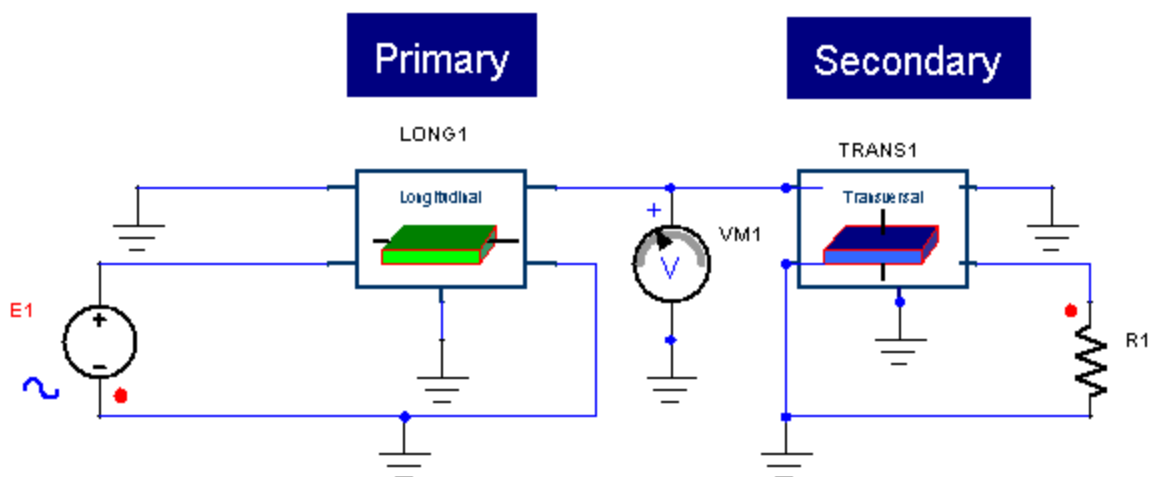 Primary
Secondary
LONG1
TRANS1
Longitudinal
Transversal
+
VM1
V
E1
+
−
R1